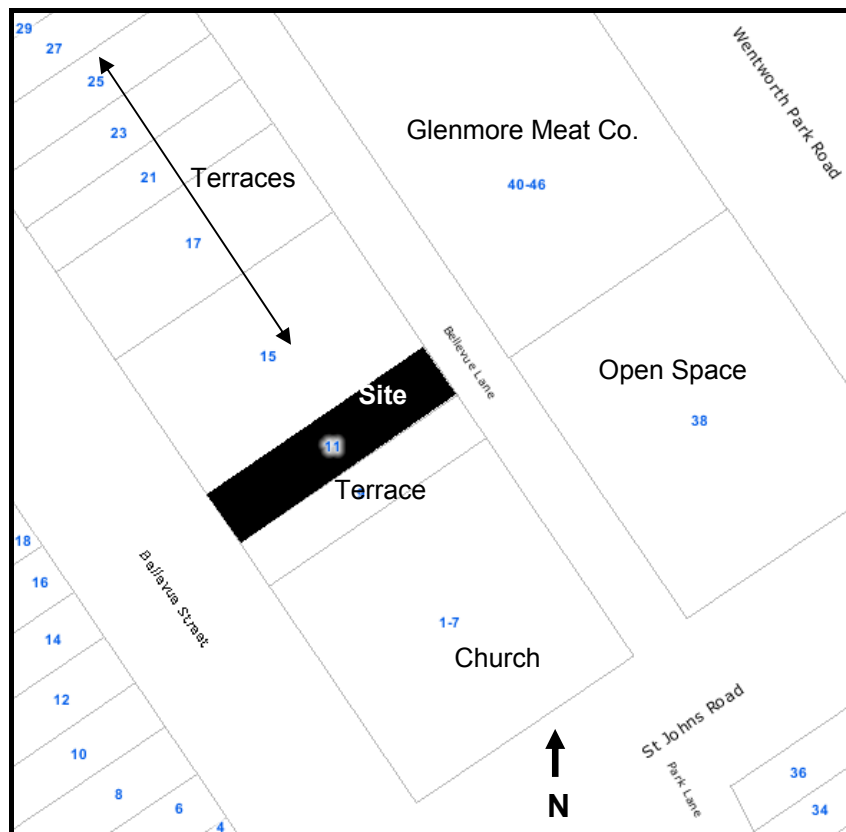 29
27
25
23
21
17
15
Terraces
Glenmore Meat Co.
40-46
Wentworth Park Road
Bellevue Lane
Open Space
38
Site
11
Terrace
Bellevue Street
1-7
Church
18
16
14
12
10
8
6
4
St Johns Road
Park Lane
36
34
N